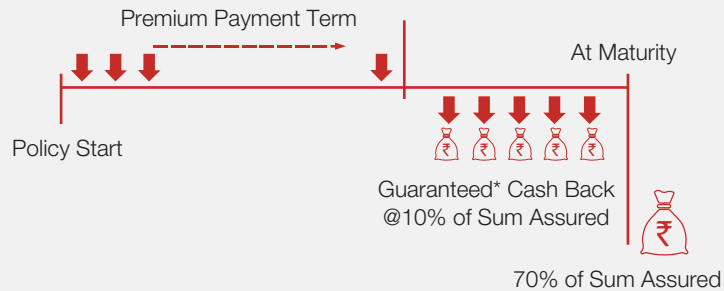 Premium Payment Term
At Maturity
Policy Start
₹ ₹ ₹ ₹ ₹
Guaranteed* Cash Back
@10% of Sum Assured
₹
70% of Sum Assured